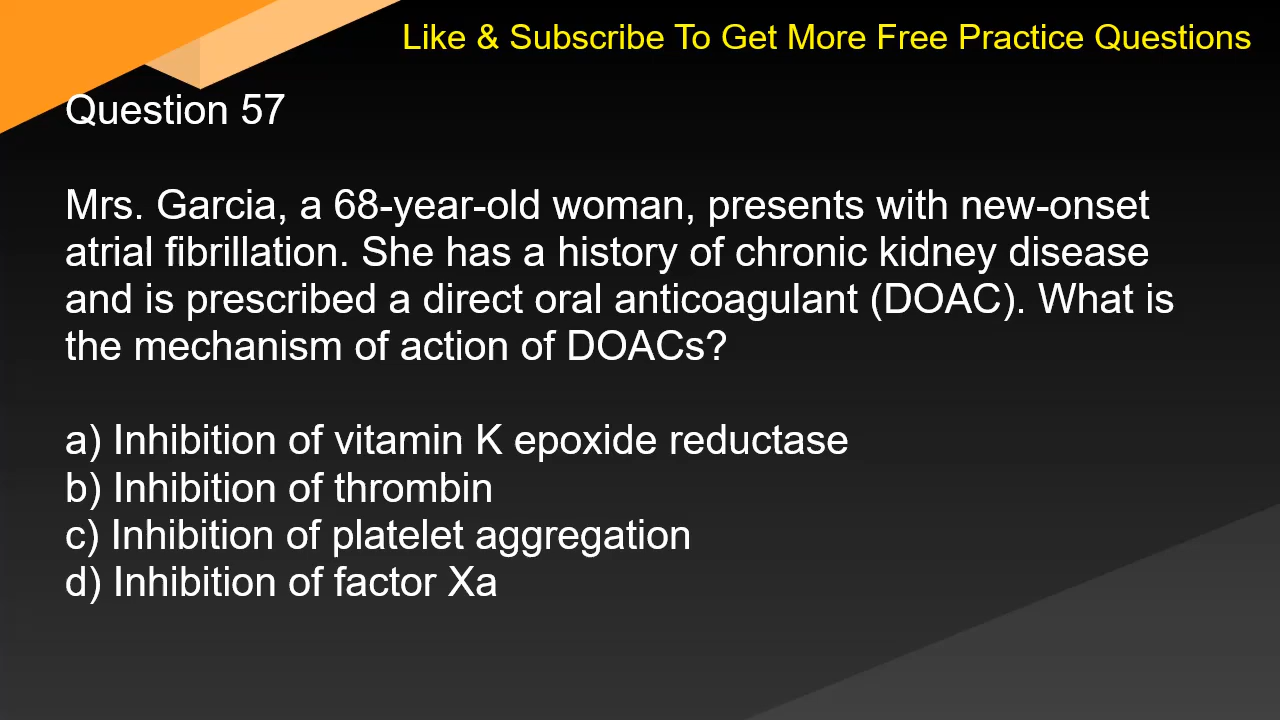 Like & Subscribe To Get More Free Practice Questions
Question 57
Mrs. Garcia, a 68-year-old woman, presents with new-onset
atrial fibrillation. She has a history of chronic kidney disease
and is prescribed a direct oral anticoagulant (DOAC). What is
the mechanism of action of DOACs?
a) Inhibition of vitamin K epoxide reductase
b) Inhibition of thrombin
c) Inhibition of platelet aggregation
d) Inhibition of factor Xa